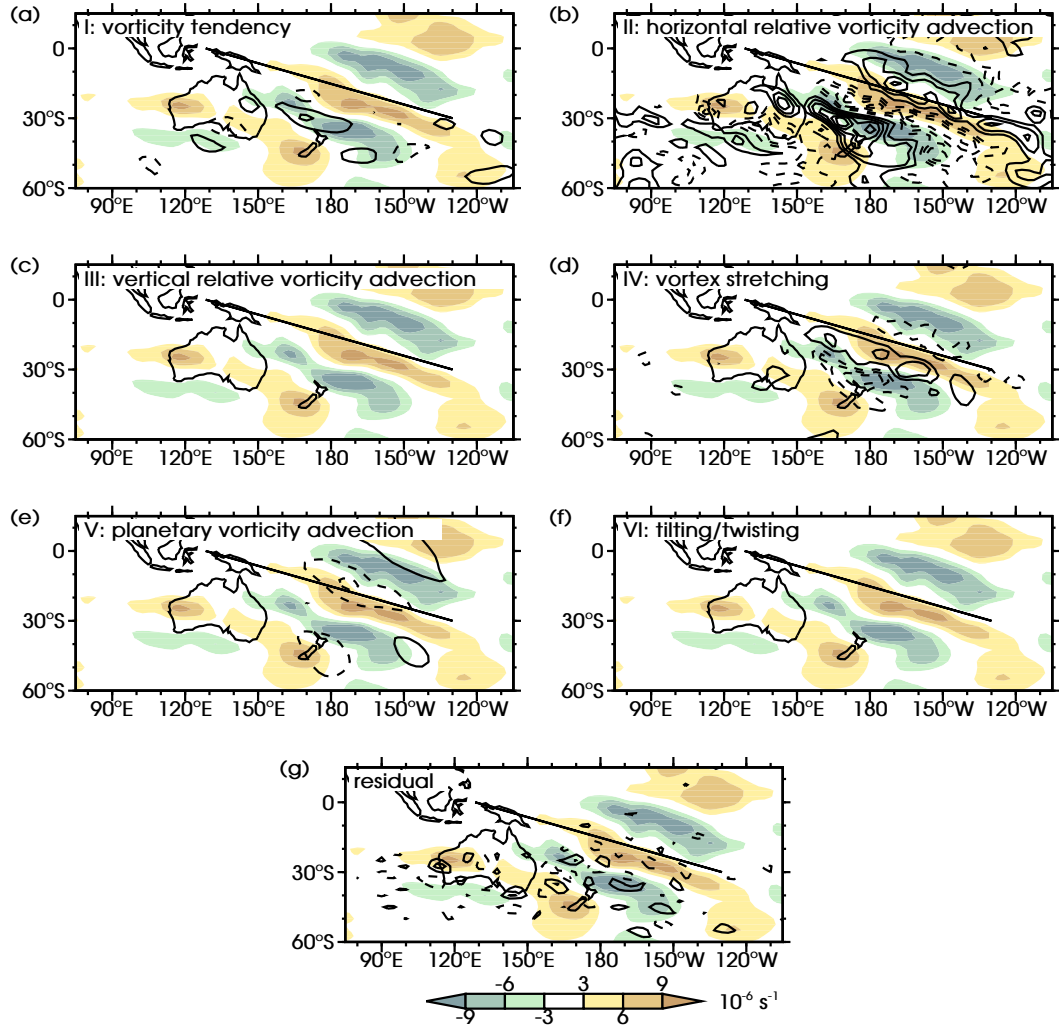 (a)
I: vorticity tendency
0
30°S
60°S
90°E 120°E 150°E 180 150°W 120°W
(b)
II: horizontal relative vorticity advection
0
30°S
60°S
90°E 120°E 150°E 180 150°W 120°W
(c)
III: vertical relative vorticity advection
0
30°S
60°S
90°E 120°E 150°E 180 150°W 120°W
(d)
IV: vortex stretching
0
30°S
60°S
90°E 120°E 150°E 180 150°W 120°W
(e)
V: planetary vorticity advection
0
30°S
60°S
90°E 120°E 150°E 180 150°W 120°W
(f)
VI: tilting/twisting
0
30°S
60°S
90°E 120°E 150°E 180 150°W 120°W
(g)
residual
0
30°S
60°S
90°E 120°E 150°E 180 150°W 120°W
-6 3 9
10⁻⁶ s⁻¹
-9 -3 6